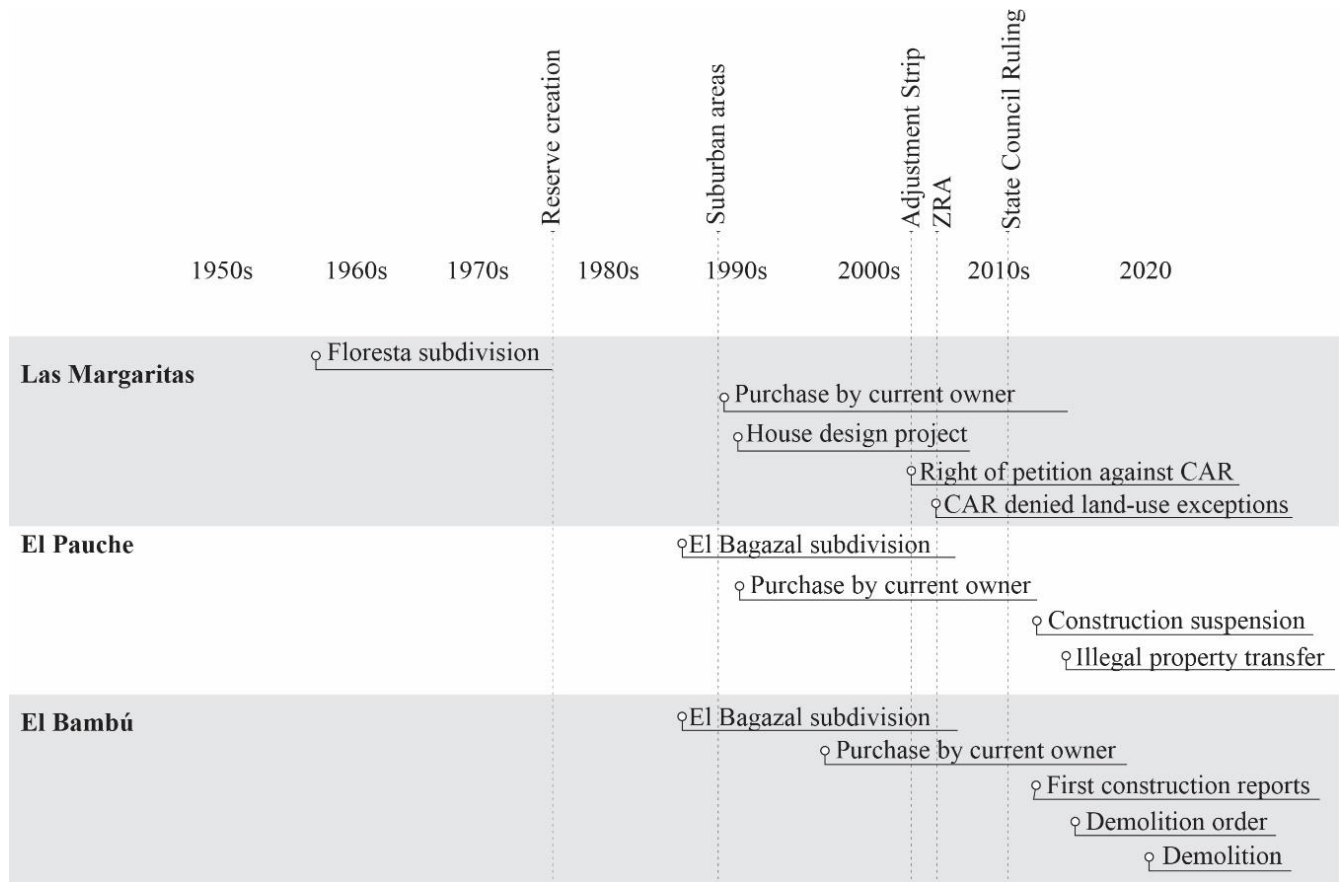 Reserve creation
Suburban areas
Adjustment Strip
ZRA
State Council Ruling
1950s 1960s 1970s 1980s 1990s 2000s 2010s 2020
Las Margaritas
Floresta subdivision
Purchase by current owner
House design project
Right of petition against CAR
CAR denied land-use exceptions
El Pauche
El Bagazal subdivision
Purchase by current owner
Construction suspension
Illegal property transfer
El Bambú
El Bagazal subdivision
Purchase by current owner
First construction reports
Demolition order
Demolition